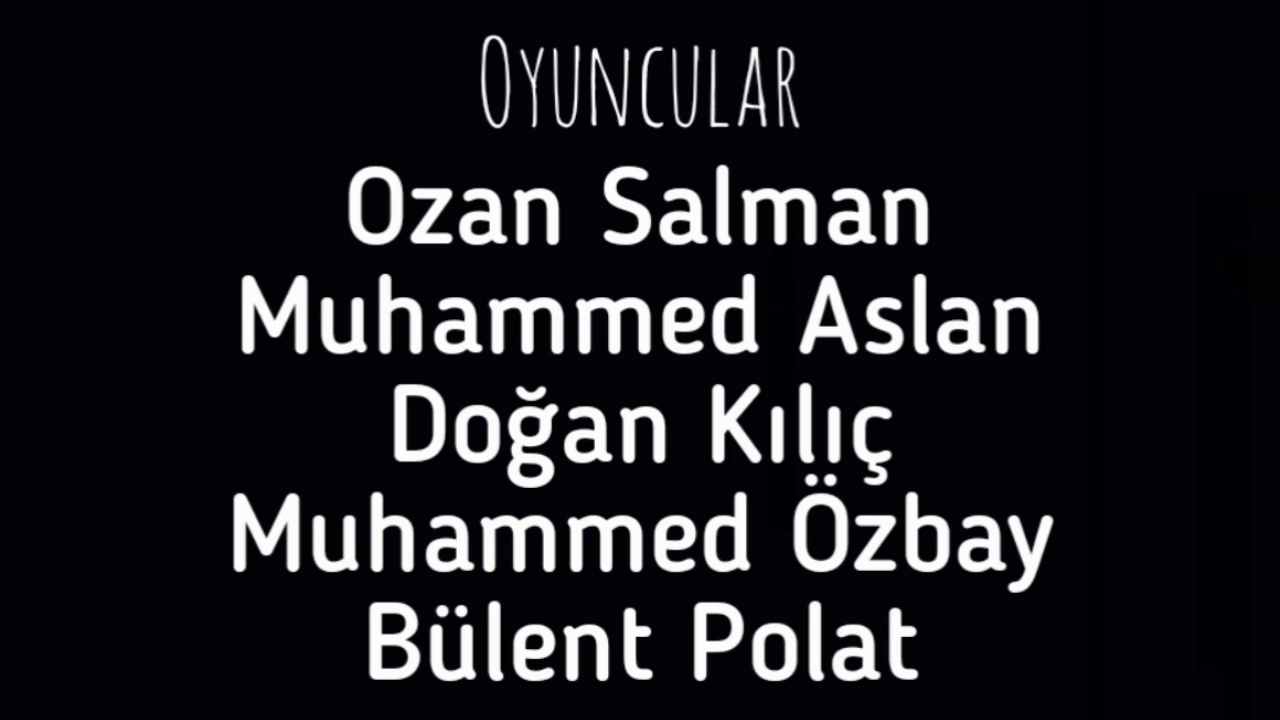 OYUNCULAR
Ozan Salman
Muhammed Aslan
Doğan Kılıç
Muhammed Özbay
Bülent Polat